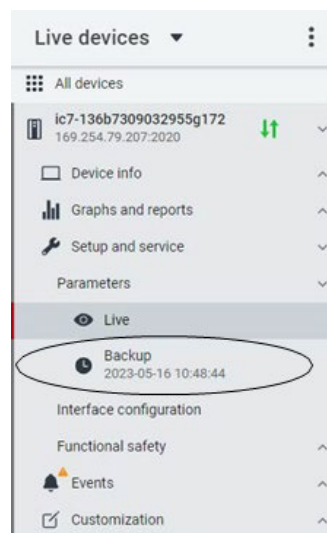 Live devices
All devices
ic7-136b7309032955g172
169.254.79.207:2020
Device info
Graphs and reports
Setup and service
Parameters
Live
Backup
2023-05-16 10:48:44
Interface configuration
Functional safety
Events
Customization